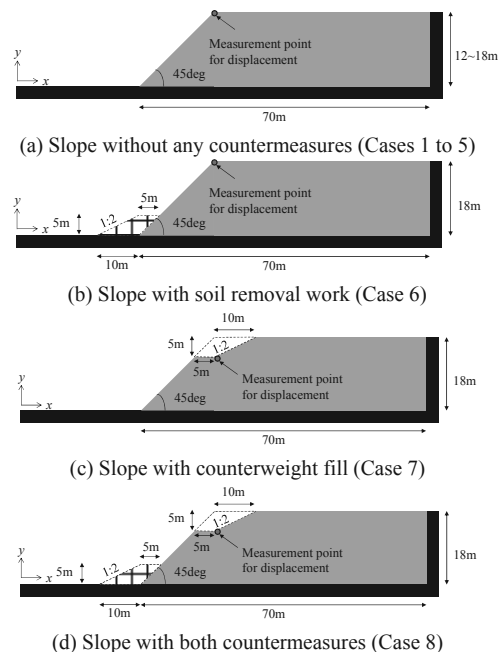 y
x
45deg
Measurement point
for displacement
12~18m
70m
(a) Slope without any countermeasures (Cases 1 to 5)
y
x
5m
1:2
5m
45deg
Measurement point
for displacement
18m
10m
70m
(b) Slope with soil removal work (Case 6)
10m
5m
1:2
5m
y
x
45deg
Measurement point
for displacement
18m
70m
(c) Slope with counterweight fill (Case 7)
10m
5m
1:2
5m
y
x
5m
1:2
5m
45deg
Measurement point
for displacement
18m
10m
70m
(d) Slope with both countermeasures (Case 8)